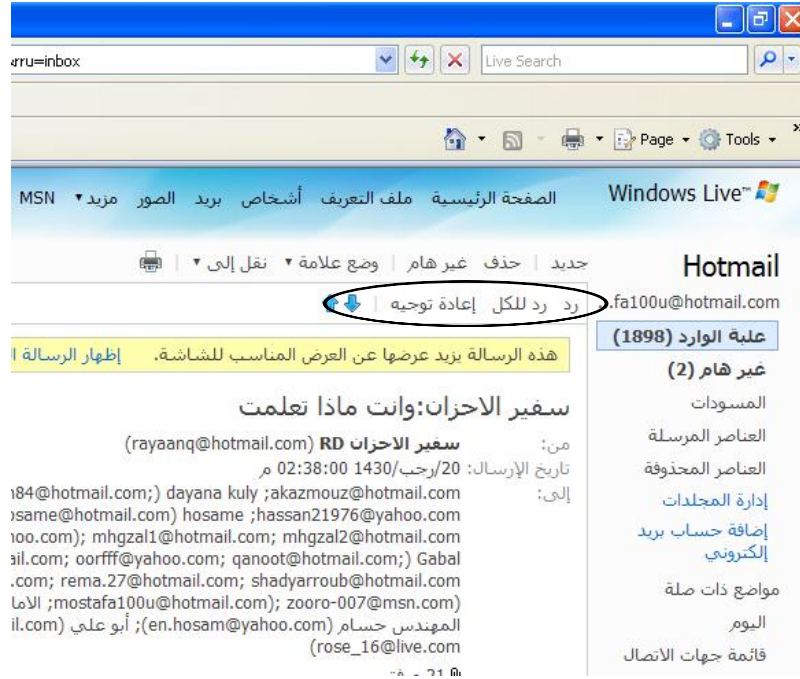 rru=inbox
Live Search
Page
Tools
Windows Live™
الصفحة الرئيسية ملف التعريف أشخاص بريد الصور مزيد ▾ MSN
Hotmail
fa100u@hotmail.com
علبة الوارد (1898)
غير هام (2)
المسودات
العناصر المرسلة
العناصر المحذوفة
إدارة المجلدات
إضافة حساب بريد
إلكتروني
مواضع ذات صلة
اليوم
قائمة جهات الاتصال
جديد | حذف غير هام | وضع علامة ▾ نقل إلى ▾ |
رد رد للكل إعادة توجيه |
هذه الرسالة يزيد عرضها عن العرض المناسب للشاشة. إظهار الرسالة
سفير الاحزان:وانت ماذا تعلمت
من: سفير الاحزان RD (rayaanq@hotmail.com)
تاريخ الإرسال: 20/رجب/1430 02:38:00 م
إلى: 84@hotmail.com;) dayana kuly ;akazmouz@hotmail.com
osame@hotmail.com) hosame ;hassan21976@yahoo.com
oo.com); mhgzal1@hotmail.com; mhgzal2@hotmail.com
ail.com; oorfff@yahoo.com; qanoot@hotmail.com;) Gabal
.com; rema.27@hotmail.com; shadyarroub@hotmail.com
;mostafa100u@hotmail.com); zooro-007@msn.com)
المهندس حسام (en.hosam@yahoo.com); أبو علي (il.com
(rose_16@live.com
21